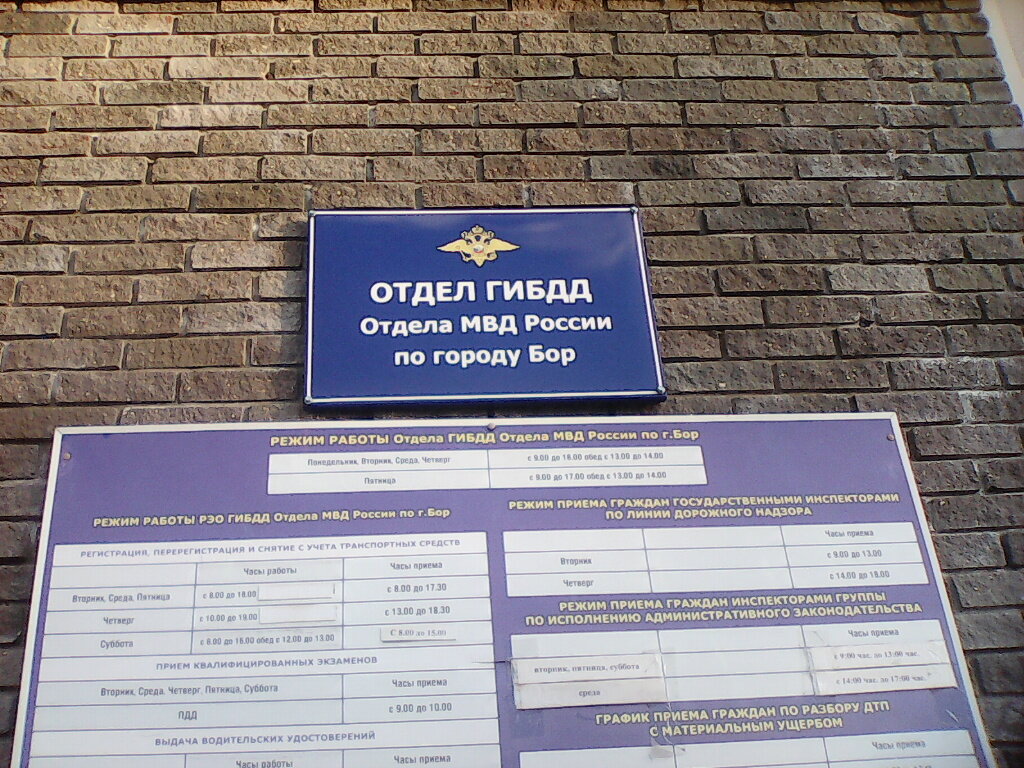 ОТДЕЛ ГИБДД
Отдела МВД России
по городу Бор
РЕЖИМ РАБОТЫ Отдела ГИБДД Отдела МВД России по г.Бор
Понедельник, Вторник, Среда, Четверг с 9.00 до 18.00 обед с 13.00 до 14.00
Пятница с 9.00 до 17.00 обед с 13.00 до 14.00
РЕЖИМ РАБОТЫ РЭО ГИБДД Отдела МВД России по г.Бор
РЕГИСТРАЦИЯ, ПЕРЕРЕГИСТРАЦИЯ И СНЯТИЕ С УЧЕТА ТРАНСПОРТНЫХ СРЕДСТВ
Часы работы Часы приема
Вторник, Среда, Пятница с 8.00 до 18.00 с 8.00 до 17.30
Четверг с 10.00 до 19.00 с 13.00 до 18.30
Суббота с 8.00 до 16.00 обед с 12.00 до 13.00 С 8.00 до 15.00
ПРИЕМ КВАЛИФИЦИРОВАННЫХ ЭКЗАМЕНОВ
Вторник, Среда, Четверг, Пятница, Суббота Часы приема
ПДД с 9.00 до 10.00
ВЫДАЧА ВОДИТЕЛЬСКИХ УДОСТОВЕРЕНИЙ
Часы работы Часы приема
РЕЖИМ ПРИЕМА ГРАЖДАН ГОСУДАРСТВЕННЫМИ ИНСПЕКТОРАМИ
ПО ЛИНИИ ДОРОЖНОГО НАДЗОРА
Часы приема
Вторник с 9.00 до 13.00
Четверг с 14.00 до 18.00
РЕЖИМ ПРИЕМА ГРАЖДАН ИНСПЕКТОРАМИ ГРУППЫ
ПО ИСПОЛНЕНИЮ АДМИНИСТРАТИВНОГО ЗАКОНОДАТЕЛЬСТВА
Часы приема
вторник, пятница, суббота с 9:00 час. до 13:00 час.
среда с 14:00 час. до 17:00 час.
ГРАФИК ПРИЕМА ГРАЖДАН ПО РАЗБОРУ ДТП
С МАТЕРИАЛЬНЫМ УЩЕРБОМ
Часы приема